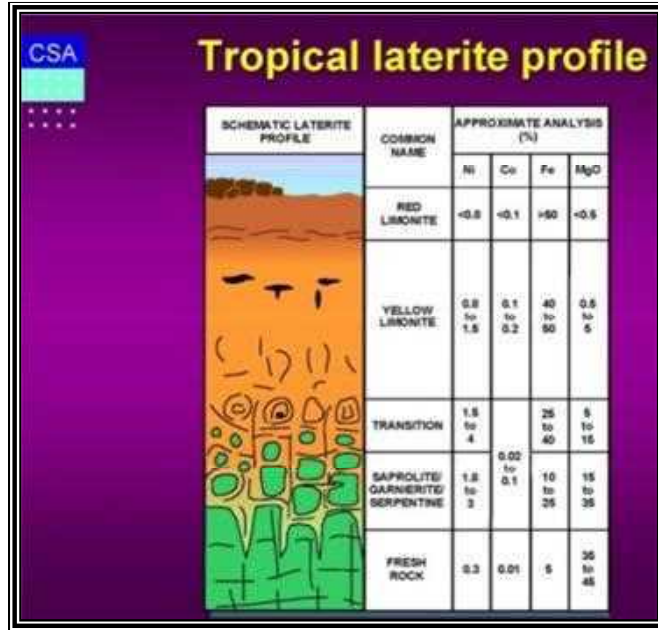 CSA
Tropical laterite profile
SCHEMATIC LATERITE
PROFILE
COMMON
NAME
APPROXIMATE ANALYSIS
(%)
Ni
Co
Fe
MgO
RED
LIMONITE
<0.8
<0.1
>50
<0.5
YELLOW
LIMONITE
0.8
to
1.5
0.1
to
0.2
40
to
50
0.5
to
5
TRANSITION
1.5
to
4
25
to
40
5
to
15
0.02
to
0.1
SAPROLITE/
GARNIERITE/
SERPENTINE
1.8
to
3
10
to
25
15
to
35
FRESH
ROCK
0.3
0.01
5
35
to
45